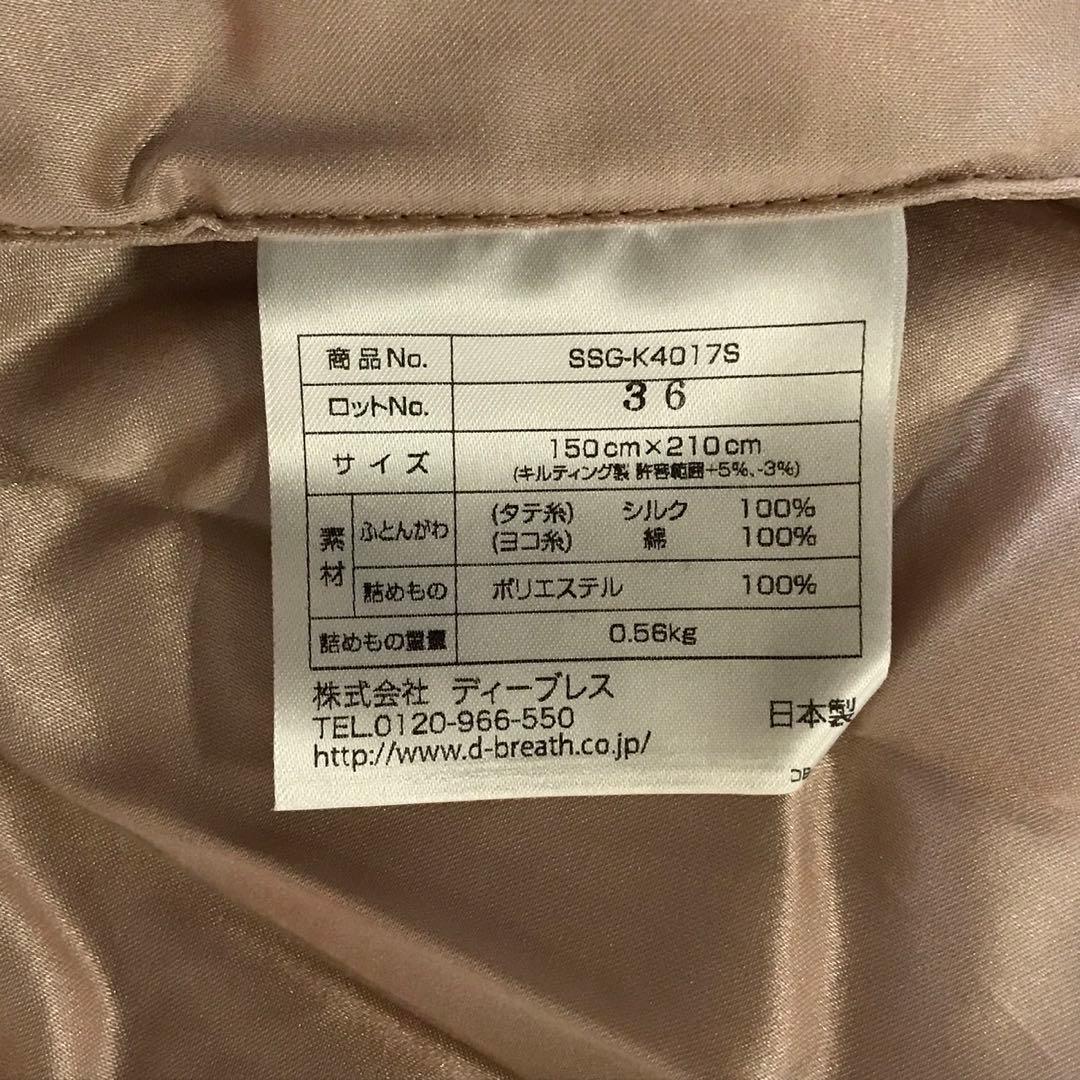 商品No. SSG-K4017S
ロットNo. 36
サイズ 150cm×210cm
(キルティング製 許容範囲+5%、-3%)
素材 ふとんがわ (タテ糸) シルク 100%
(ヨコ糸) 綿 100%
詰めもの ポリエステル 100%
詰めもの重量 0.56kg
株式会社 ディーブレス
TEL.0120-966-550
日本製
http://www.d-breath.co.jp/